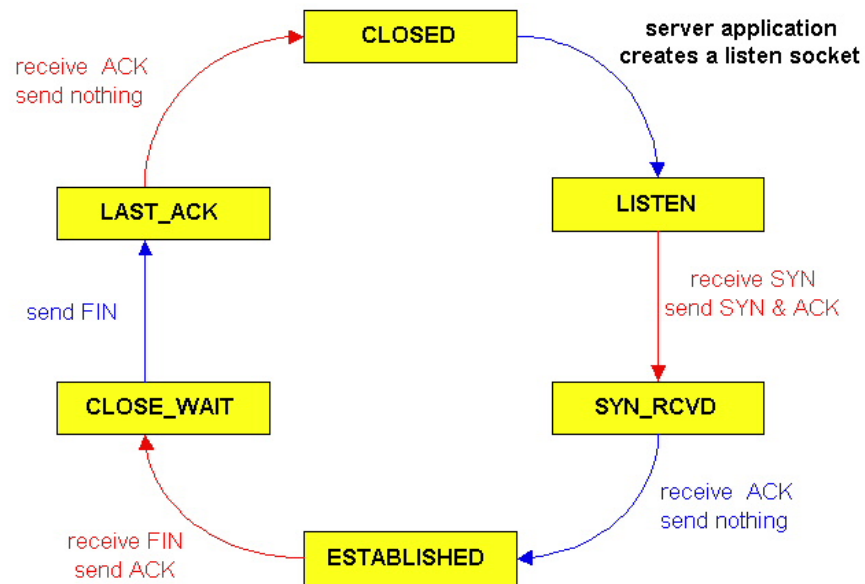 CLOSED
server application
creates a listen socket
receive ACK
send nothing
LAST_ACK
LISTEN
receive SYN
send SYN & ACK
send FIN
CLOSE_WAIT
SYN_RCVD
receive ACK
send nothing
receive FIN
send ACK
ESTABLISHED